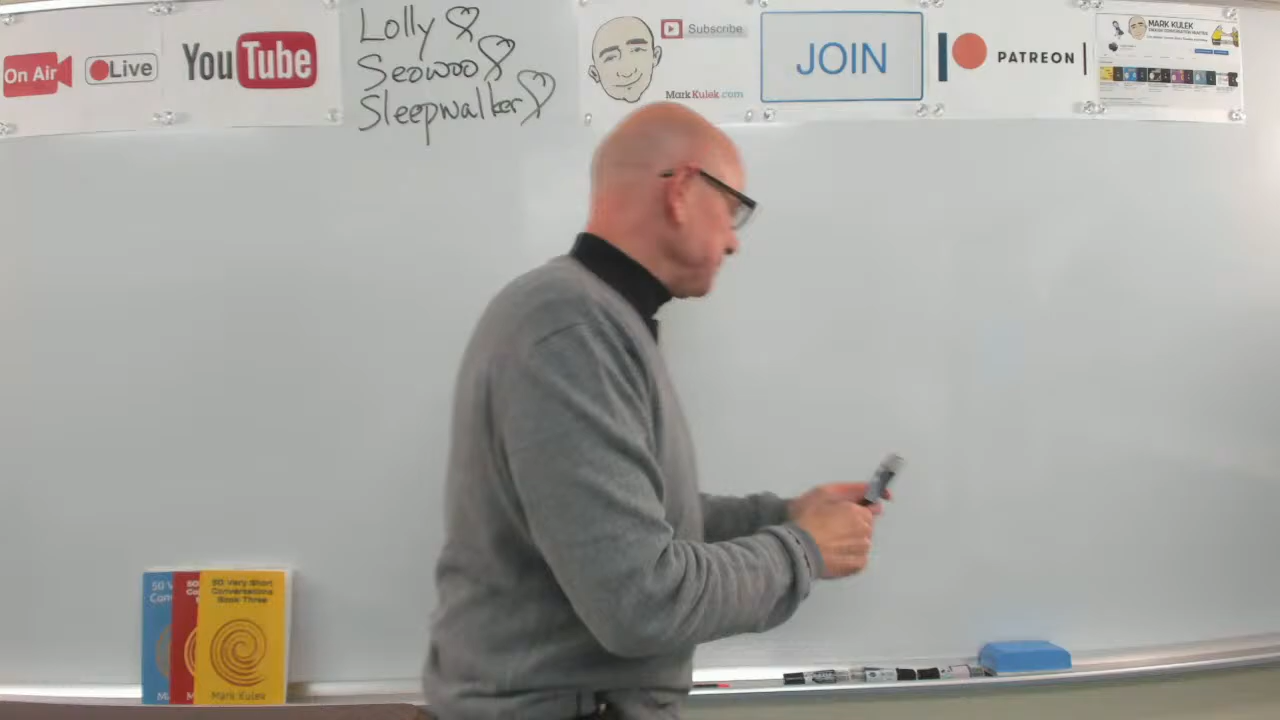 On Air
Live
YouTube
Lolly
Seowoo
Sleepwalker
Subscribe
MarkKulek.com
JOIN
PATREON
MARK KULEK
50 Very Short
Conversations
Book Three
Mark Kulek